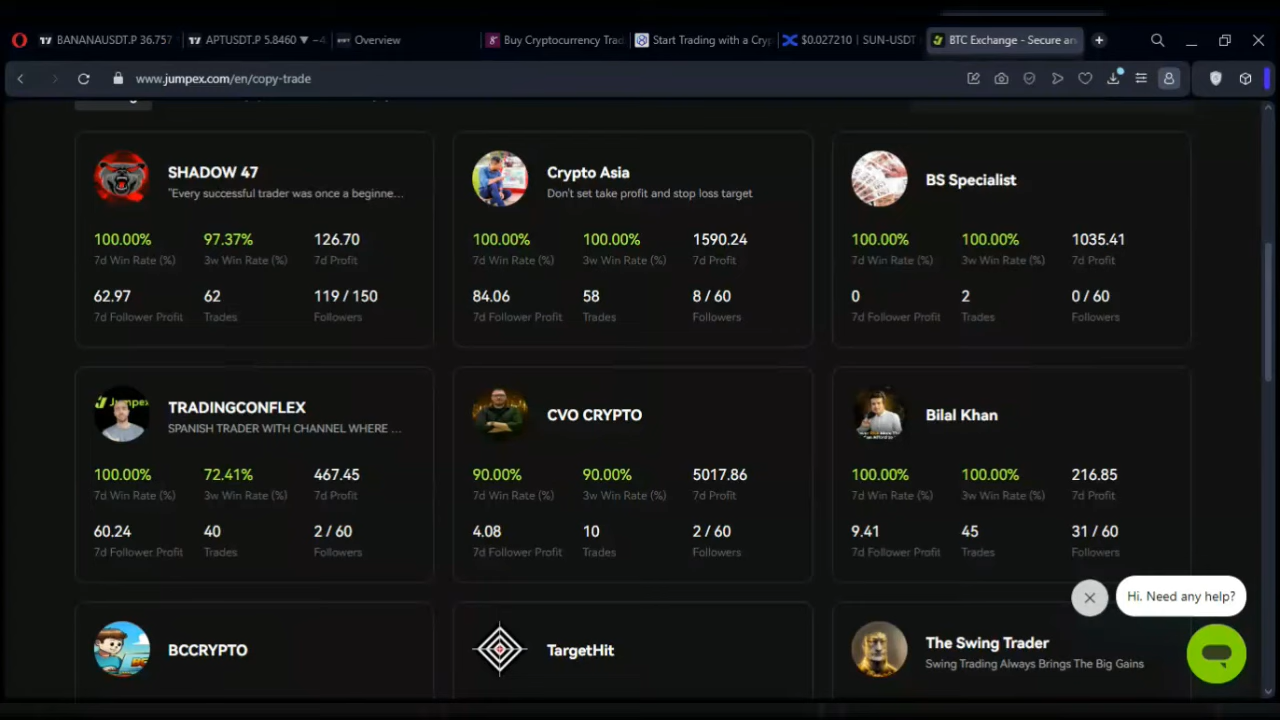 BANANAUSDT.P 36.757
APTUSDT.P 5.8460 ▼ −4
Overview
Buy Cryptocurrency Trad
Start Trading with a Cryp
$0.027210 | SUN-USDT
BTC Exchange - Secure an
www.jumpex.com/en/copy-trade
SHADOW 47
"Every successful trader was once a beginne...
100.00% 97.37% 126.70
7d Win Rate (%) 3w Win Rate (%) 7d Profit
62.97 62 119 / 150
7d Follower Profit Trades Followers
Crypto Asia
Don't set take profit and stop loss target
100.00% 100.00% 1590.24
7d Win Rate (%) 3w Win Rate (%) 7d Profit
84.06 58 8 / 60
7d Follower Profit Trades Followers
BS Specialist
100.00% 100.00% 1035.41
7d Win Rate (%) 3w Win Rate (%) 7d Profit
0 2 0 / 60
7d Follower Profit Trades Followers
Jumpex
TRADINGCONFLEX
SPANISH TRADER WITH CHANNEL WHERE ...
100.00% 72.41% 467.45
7d Win Rate (%) 3w Win Rate (%) 7d Profit
60.24 40 2 / 60
7d Follower Profit Trades Followers
CVO CRYPTO
90.00% 90.00% 5017.86
7d Win Rate (%) 3w Win Rate (%) 7d Profit
4.08 10 2 / 60
7d Follower Profit Trades Followers
Bilal Khan
100.00% 100.00% 216.85
7d Win Rate (%) 3w Win Rate (%) 7d Profit
9.41 45 31 / 60
7d Follower Profit Trades Followers
BCCRYPTO
TargetHit
The Swing Trader
Swing Trading Always Brings The Big Gains
Hi. Need any help?